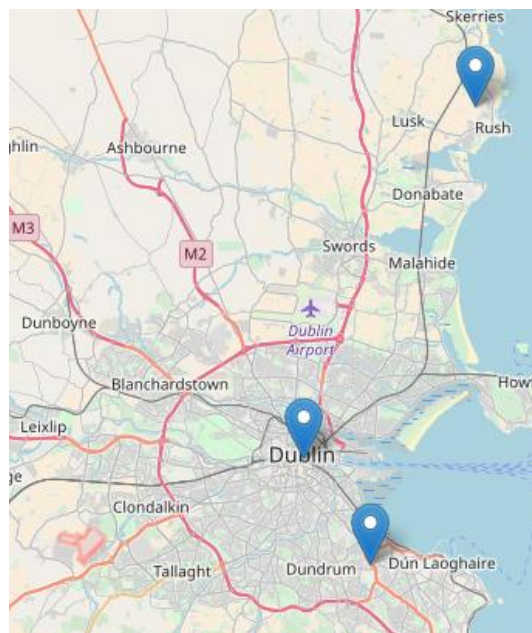 Skerries
Lusk
Rush
ghlin
Ashbourne
Donabate
M3
M2
Swords
Malahide
Dunboyne
Dublin
Airport
Blanchardstown
Howt
Leixlip
Dublin
ge
Clondalkin
Tallaght
Dundrum
Dún Laoghaire